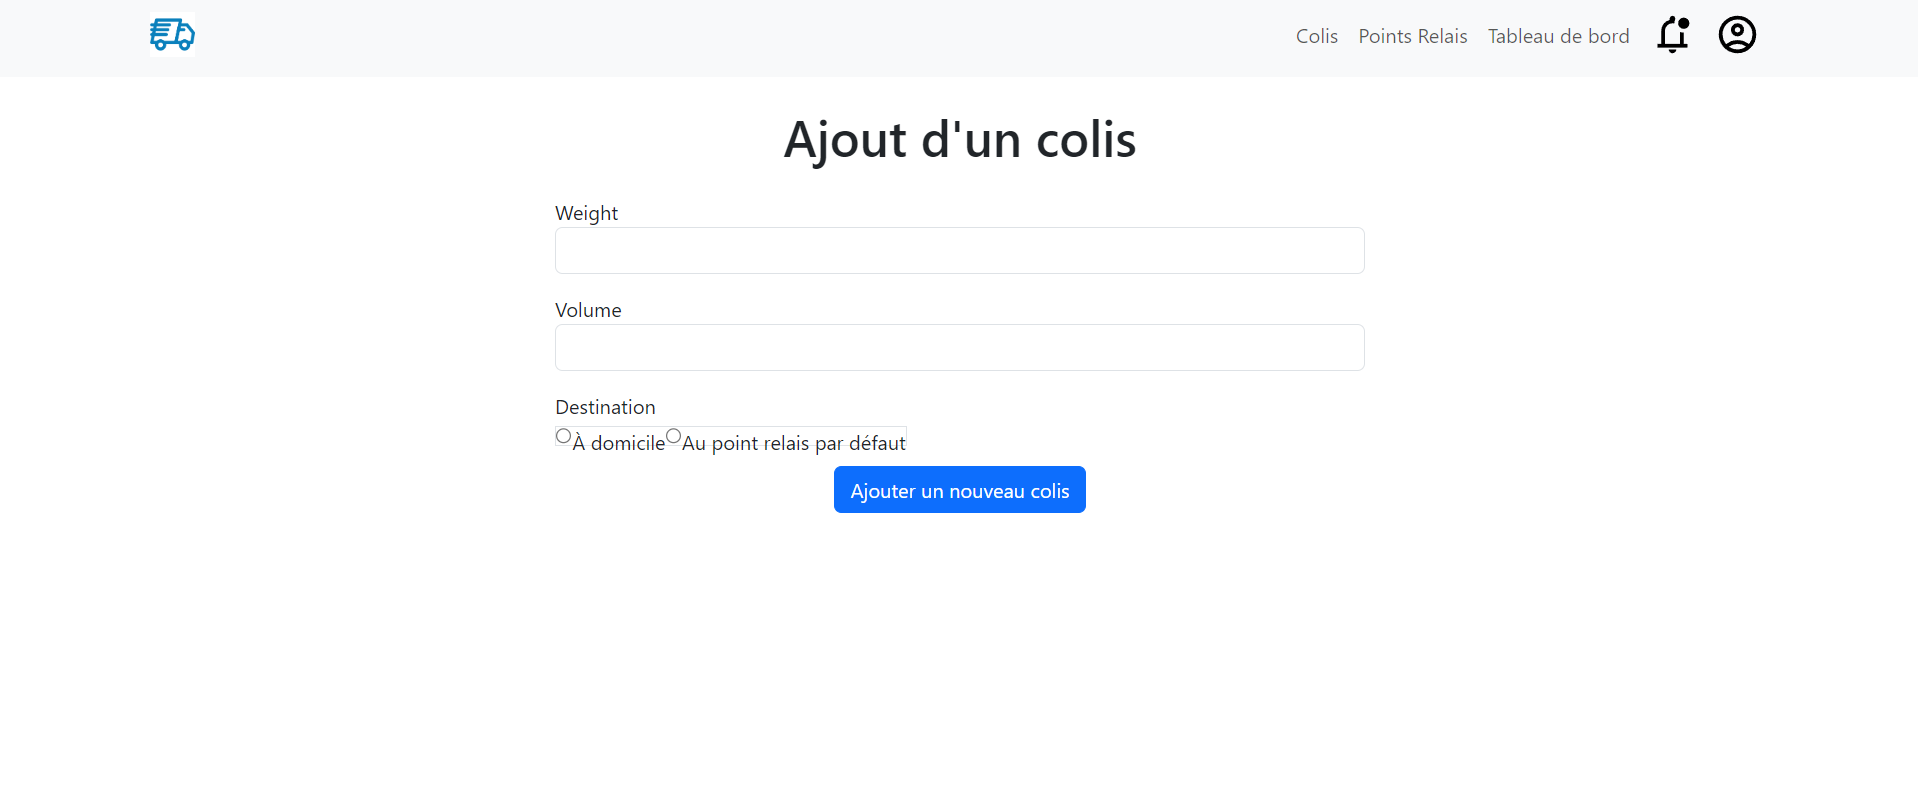 Colis Points Relais Tableau de bord
Ajout d'un colis
Weight
Volume
Destination
À domicile Au point relais par défaut
Ajouter un nouveau colis